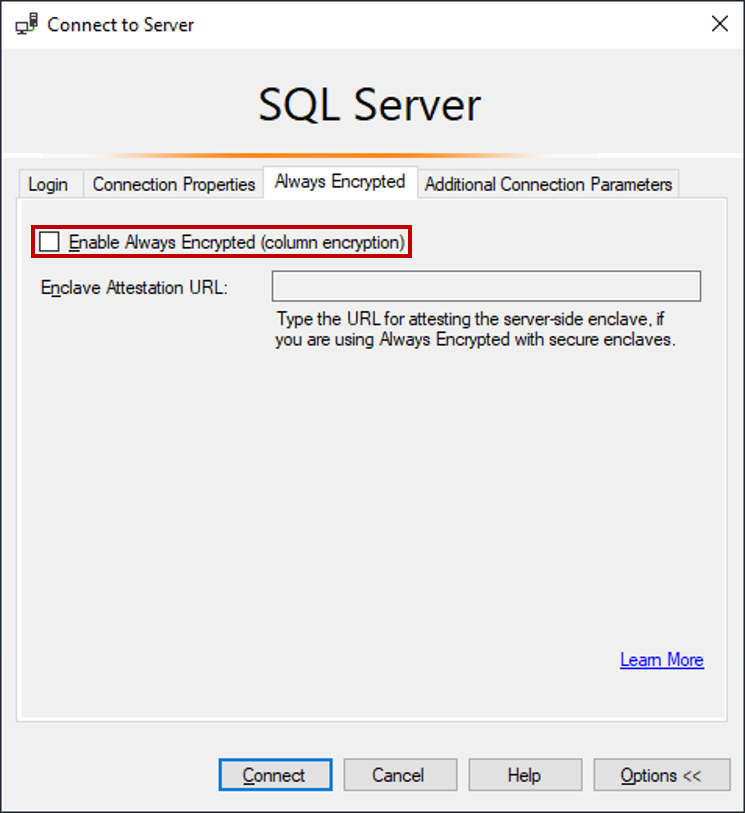 Connect to Server
SQL Server
Login
Connection Properties
Always Encrypted
Additional Connection Parameters
Enable Always Encrypted (column encryption)
Enclave Attestation URL:
Type the URL for attesting the server-side enclave, if
you are using Always Encrypted with secure enclaves.
Learn More
Connect
Cancel
Help
Options <<